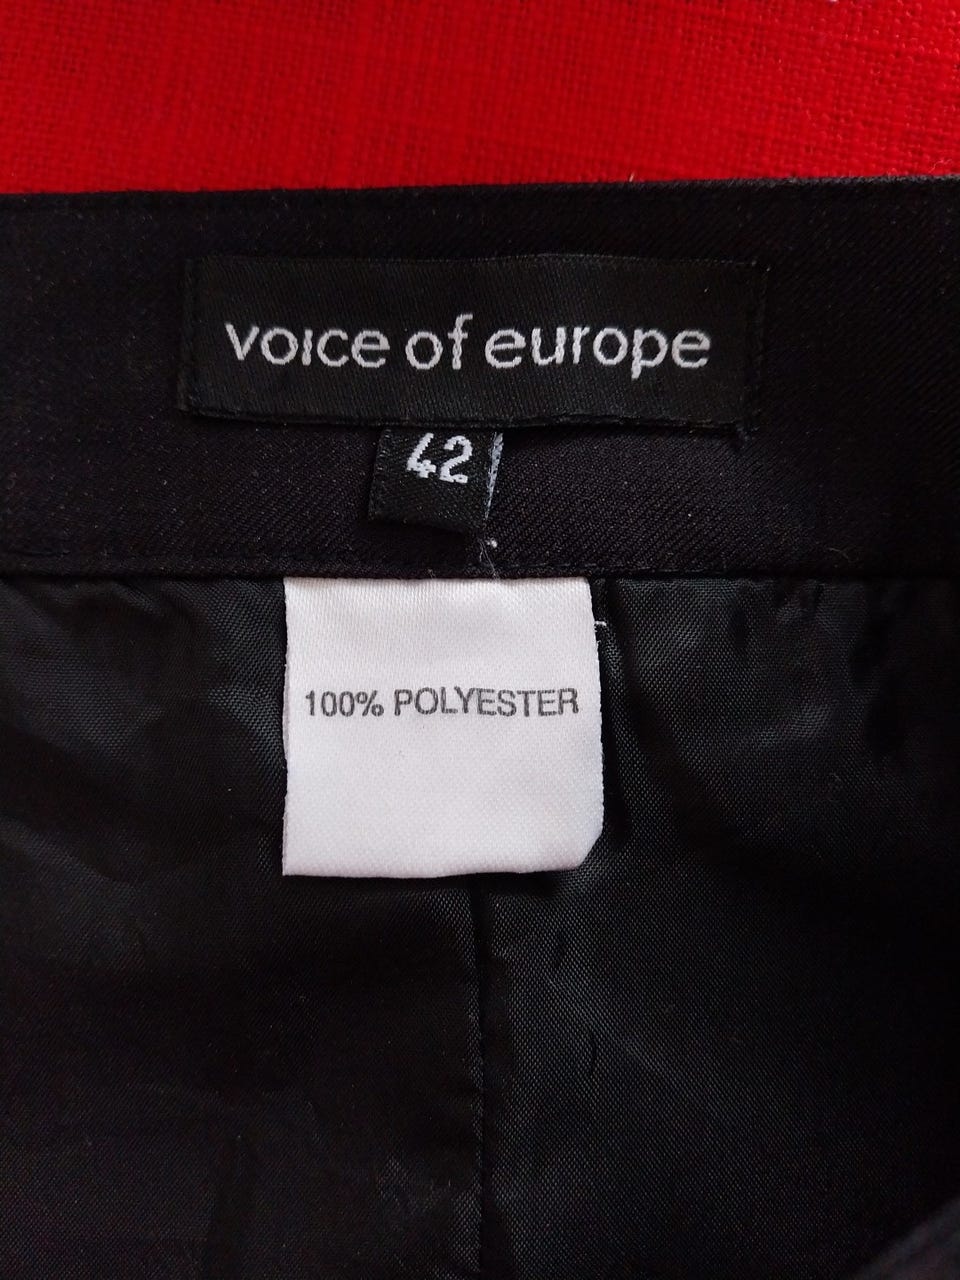 voice of europe
42
100% POLYESTER